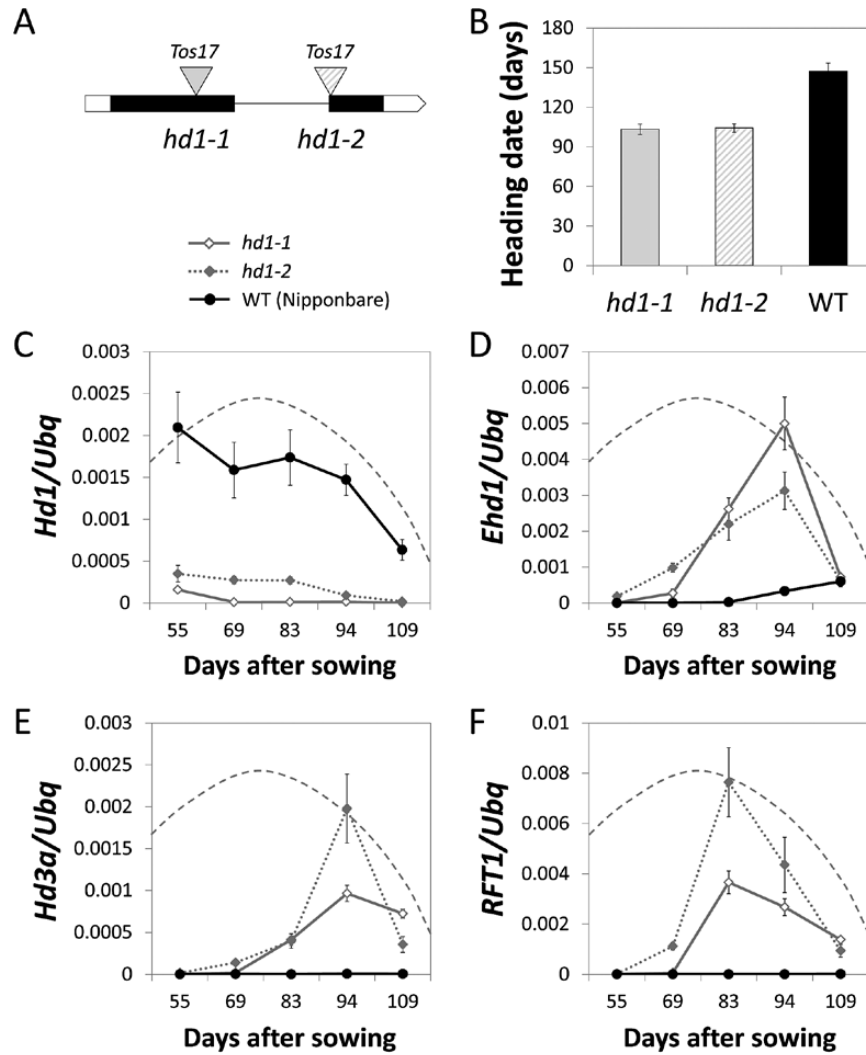 A
Tos17 Tos17
hd1-1 hd1-2
hd1-1
hd1-2
WT (Nipponbare)
B
Heading date (days)
180
150
120
90
60
30
0
hd1-1 hd1-2 WT
C
Hd1/Ubq
0.003
0.0025
0.002
0.0015
0.001
0.0005
0
55 69 83 94 109
Days after sowing
D
Ehd1/Ubq
0.007
0.006
0.005
0.004
0.003
0.002
0.001
0
55 69 83 94 109
Days after sowing
E
Hd3a/Ubq
0.003
0.0025
0.002
0.0015
0.001
0.0005
0
55 69 83 94 109
Days after sowing
F
RFT1/Ubq
0.01
0.008
0.006
0.004
0.002
0
55 69 83 94 109
Days after sowing